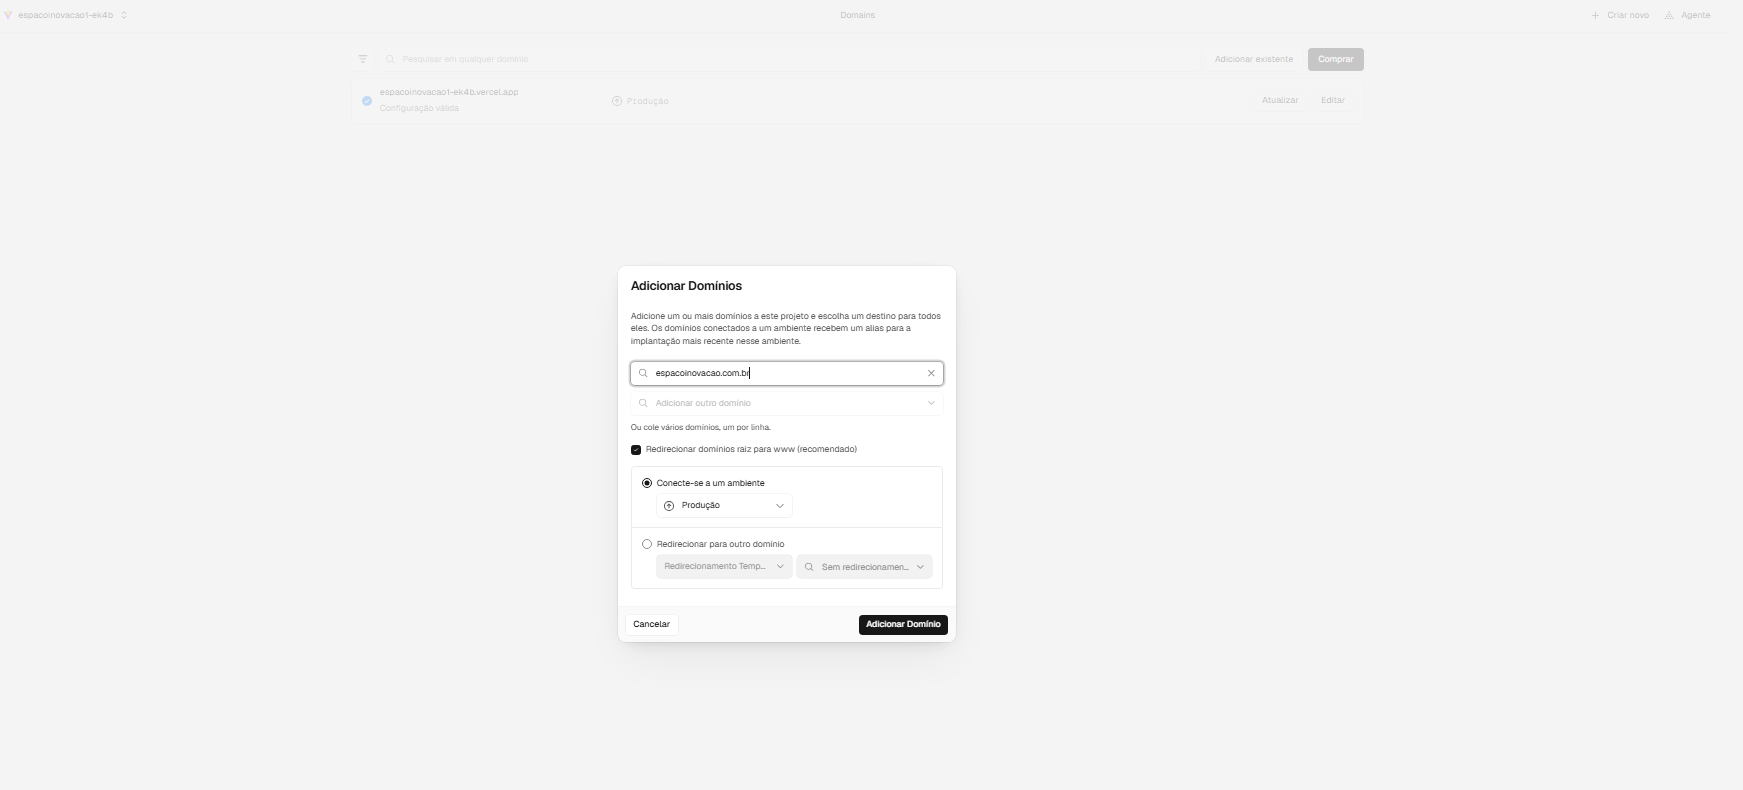 espacoinovacao1-ek4b
Domains
Criar novo
Agente
Pesquisar em qualquer domínio
Adicionar existente
Comprar
espacoinovacao1-ek4b.vercel.app
Configuração válida
Produção
Atualizar
Editar
Adicionar Domínios
Adicione um ou mais domínios a este projeto e escolha um destino para todos
eles. Os domínios conectados a um ambiente recebem um alias para a
implantação mais recente nesse ambiente.
espacoinovacao.com.br
Adicionar outro domínio
Ou cole vários domínios, um por linha.
Redirecionar domínios raiz para www (recomendado)
Conecte-se a um ambiente
Produção
Redirecionar para outro domínio
Redirecionamento Temp...
Sem redirecionamen...
Cancelar
Adicionar Domínio